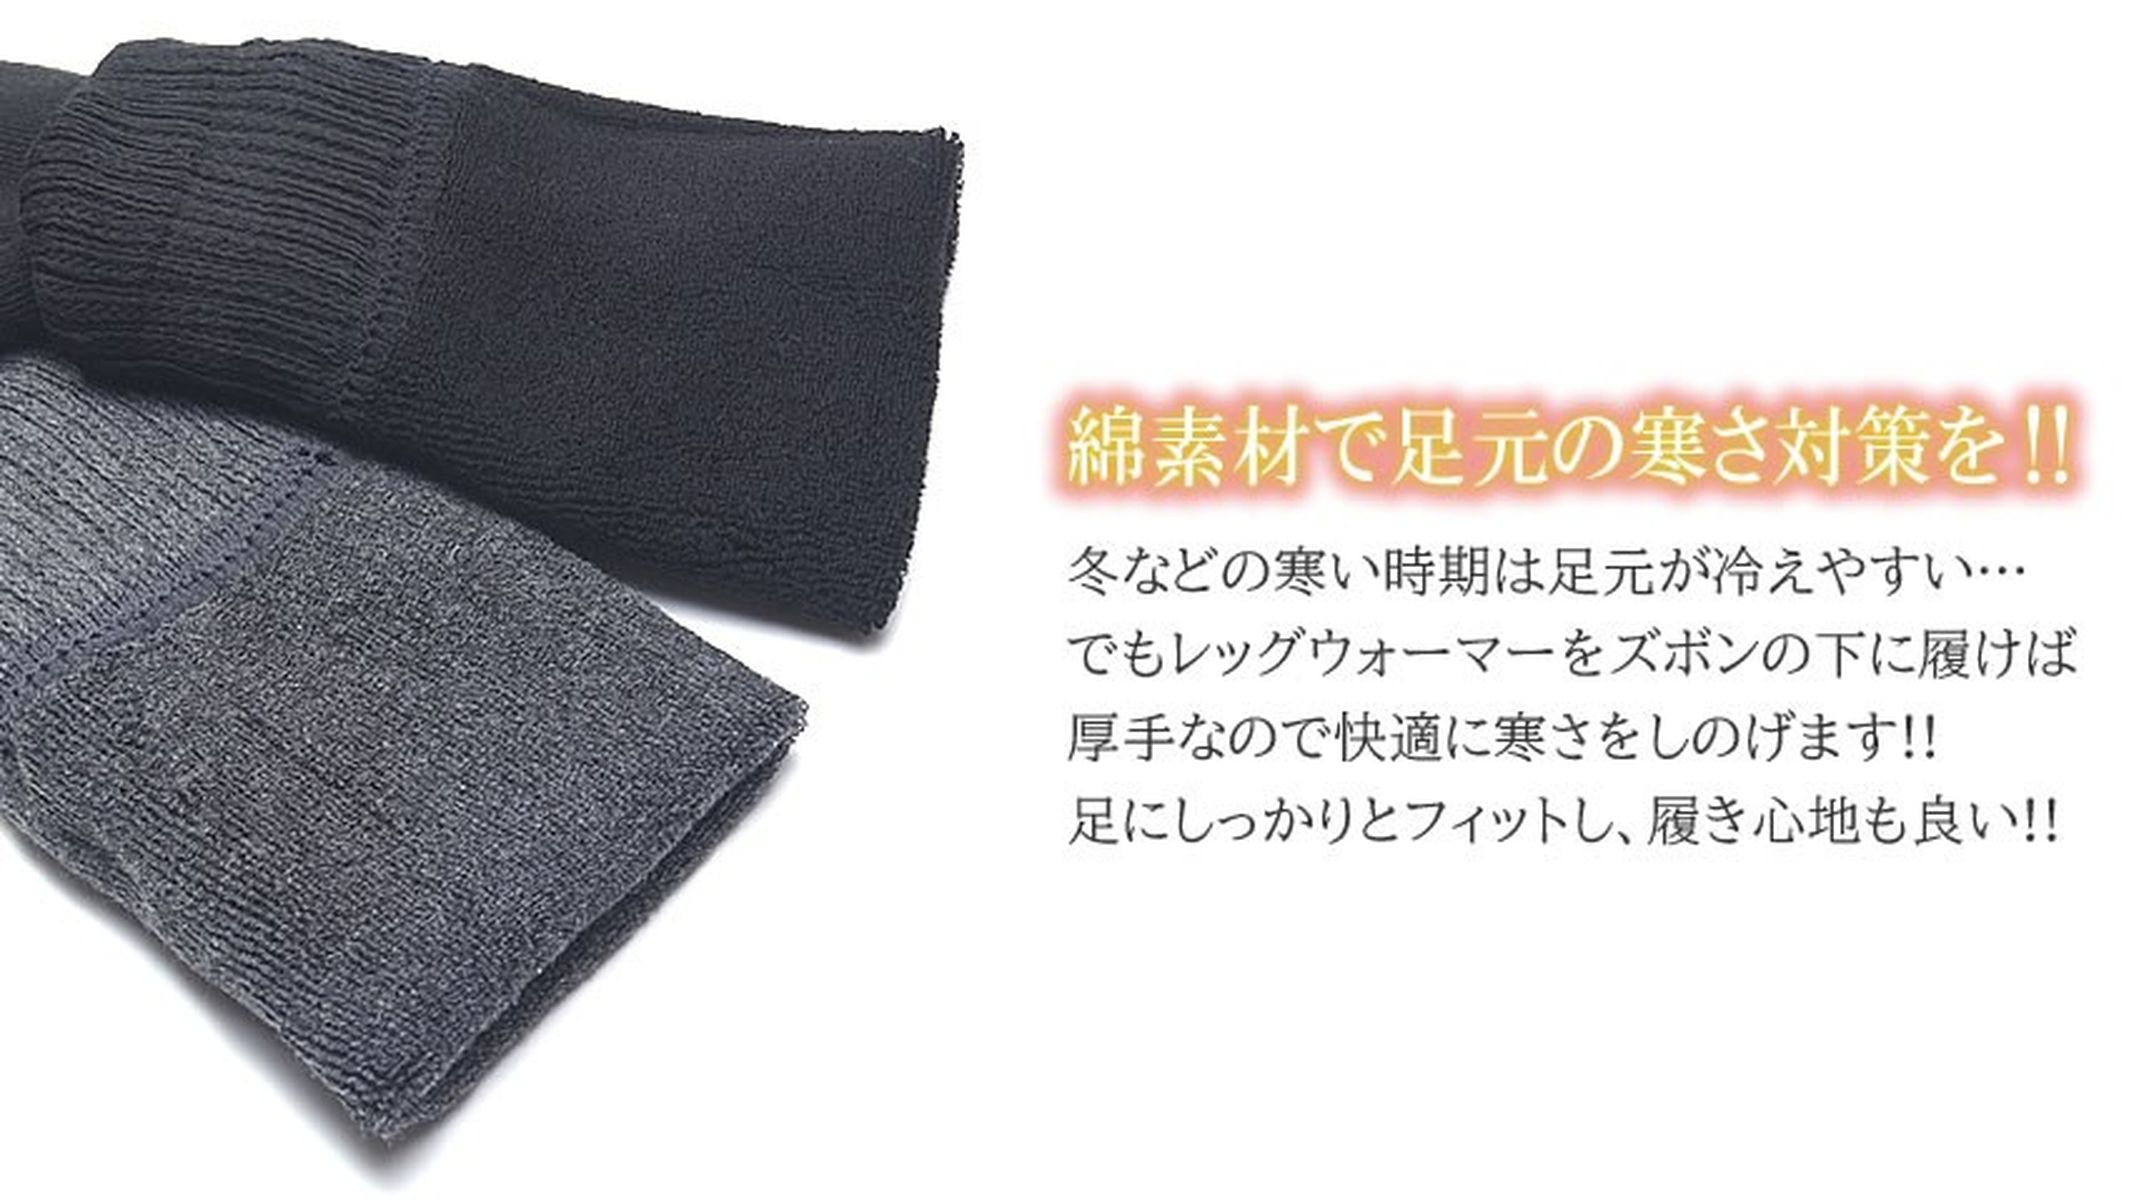 綿素材で足元の寒さ対策を!!
冬などの寒い時期は足元が冷えやすい…
でもレッグウォーマーをズボンの下に履けば
厚手なので快適に寒さをしのげます!!
足にしっかりとフィットし、履き心地も良い!!